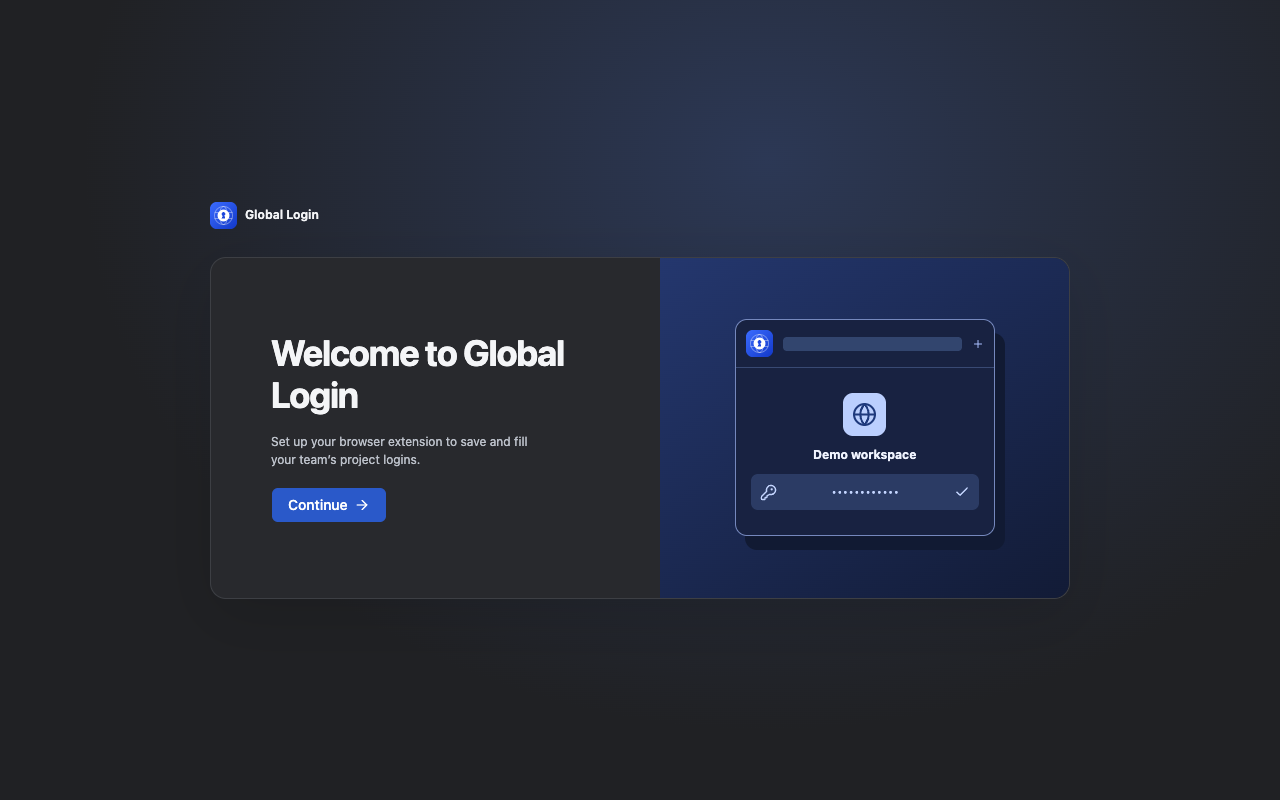 Global Login
Welcome to Global
Login
Set up your browser extension to save and fill
your team’s project logins.
Continue
Demo workspace
••••••••••••